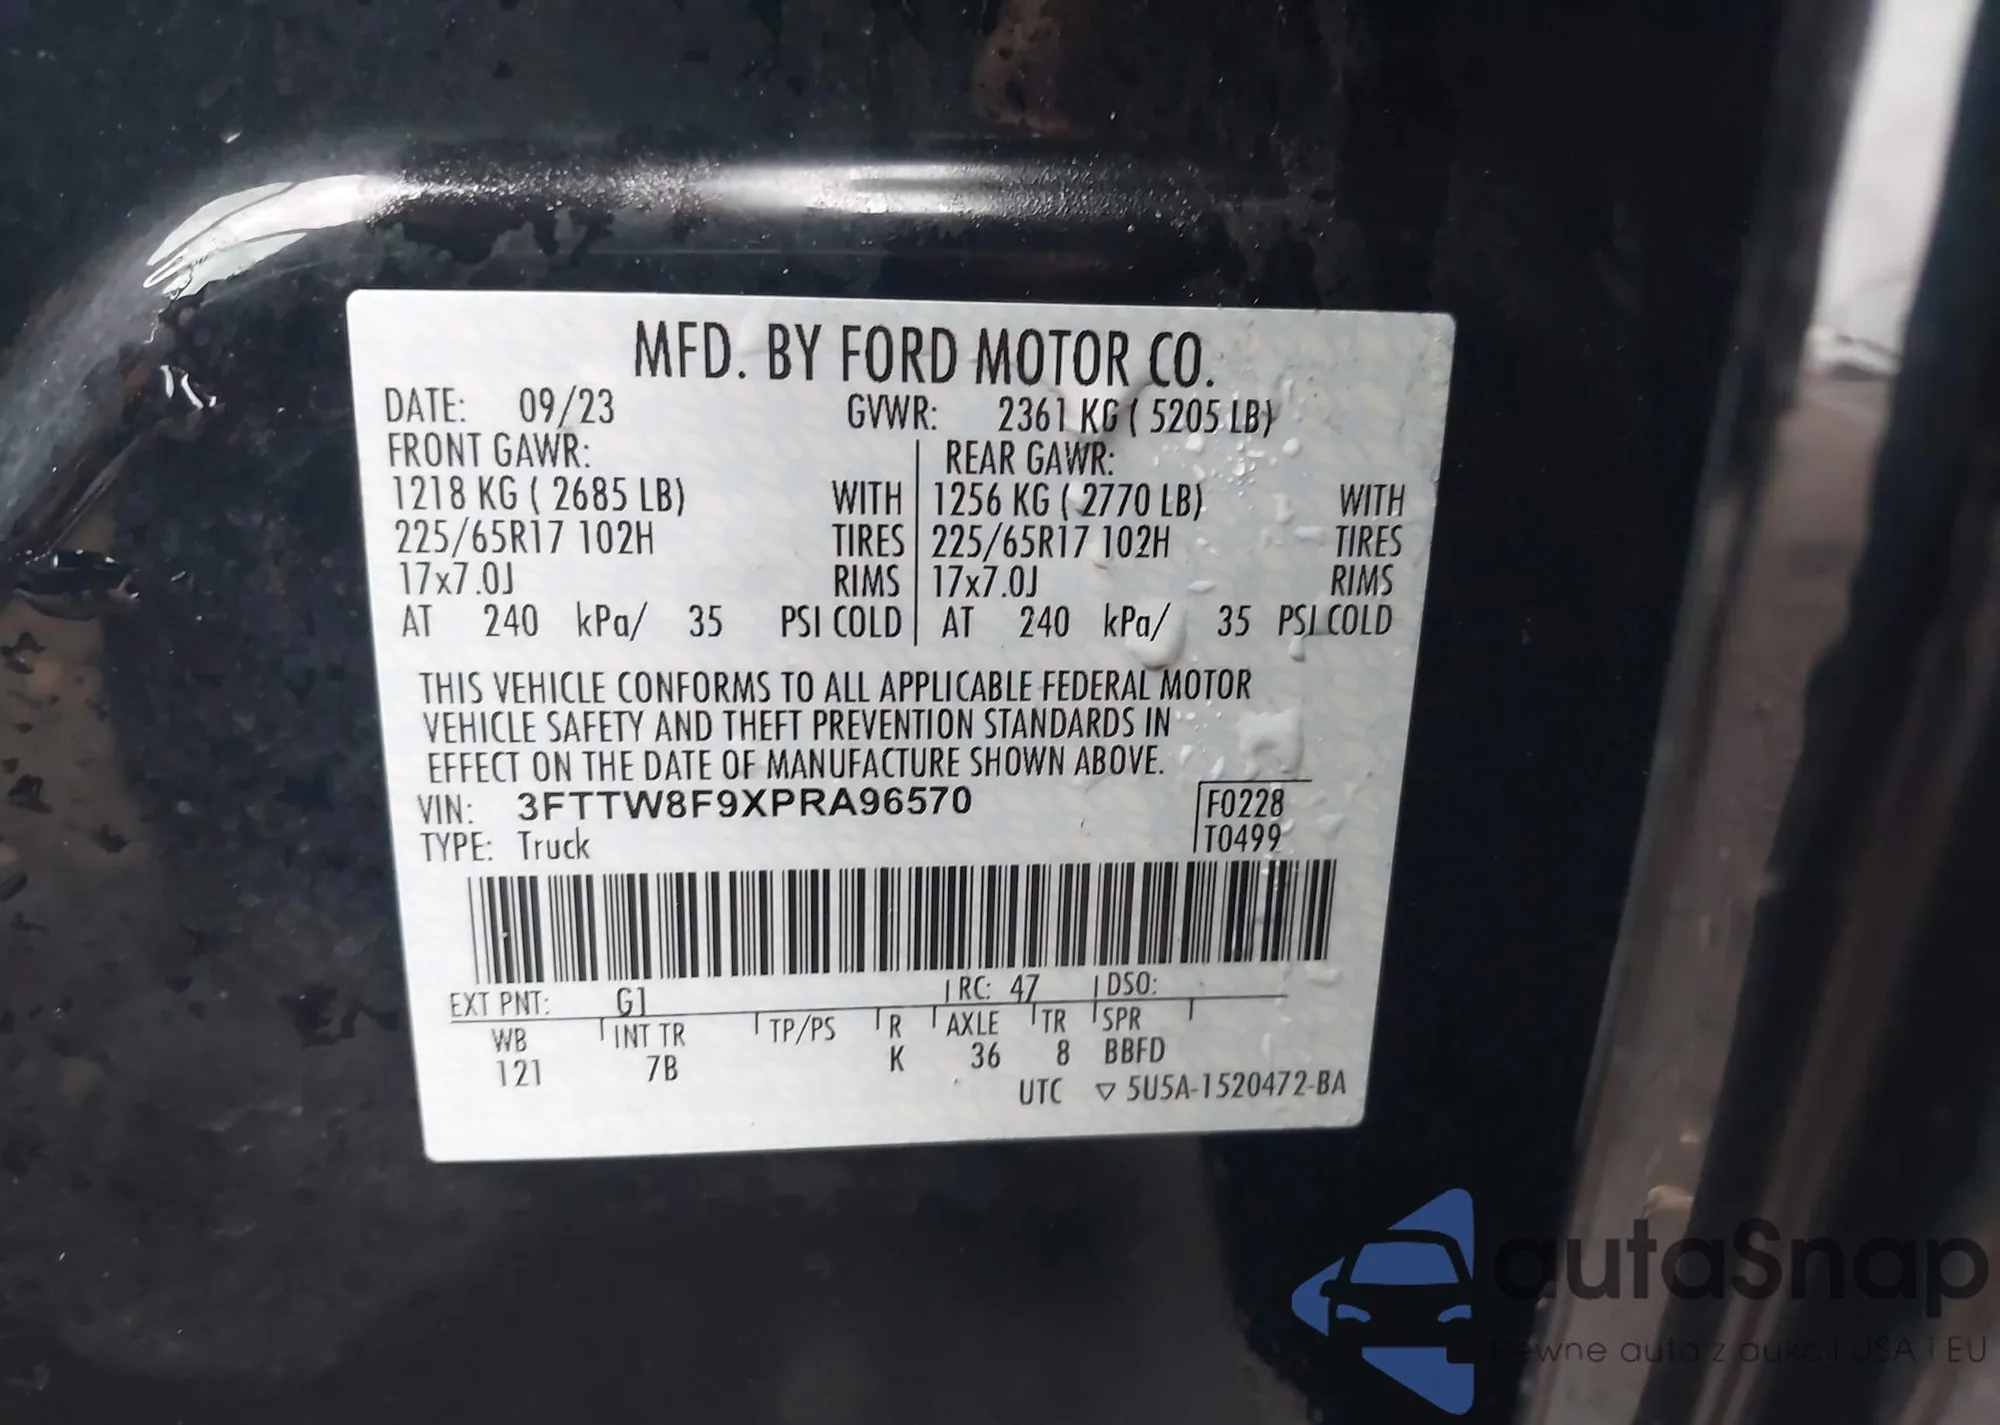 MFD. BY FORD MOTOR CO.
DATE: 09/23 GVWR: 2361 KG ( 5205 LB)
FRONT GAWR: REAR GAWR:
1218 KG ( 2685 LB) WITH 1256 KG ( 2770 LB) WITH
225/65R17 102H TIRES 225/65R17 102H TIRES
17x7.0J RIMS 17x7.0J RIMS
AT 240 kPa/ 35 PSI COLD AT 240 kPa/ 35 PSI COLD
THIS VEHICLE CONFORMS TO ALL APPLICABLE FEDERAL MOTOR
VEHICLE SAFETY AND THEFT PREVENTION STANDARDS IN
EFFECT ON THE DATE OF MANUFACTURE SHOWN ABOVE.
VIN: 3FTTW8F9XPRA96570 F0228
TYPE: Truck T0499
EXT PNT: G1 RC: 47 DSO:
WB INT TR TP/PS R AXLE TR SPR
121 7B K 36 8 BBFD
UTC ▽ 5U5A-1520472-BA
autaSnap
Pewne auta z aukcji USA i EU